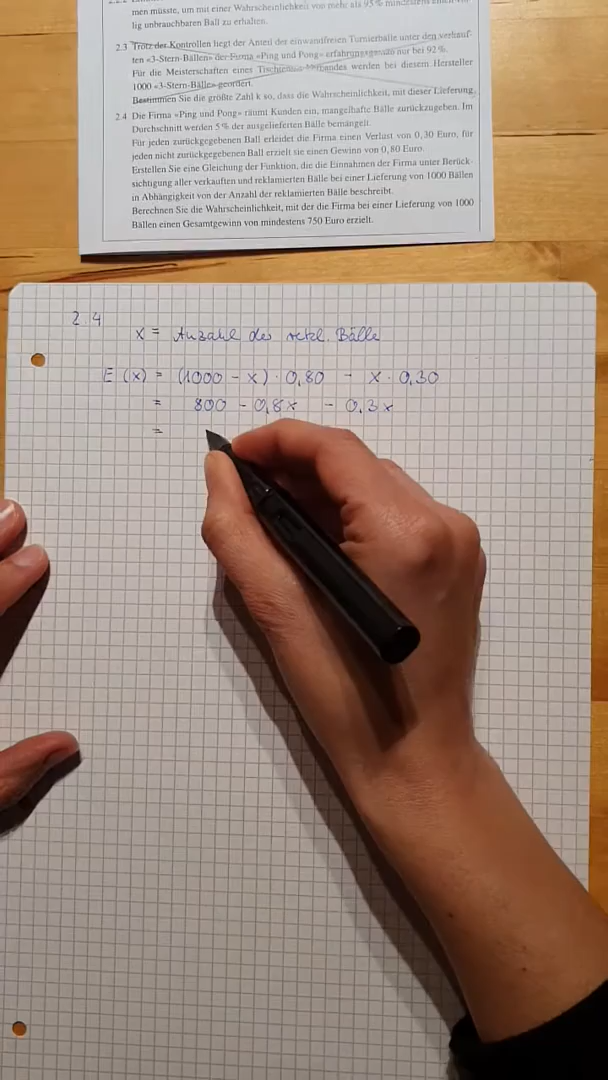 men müsste, um mit einer Wahrscheinlichkeit von mehr als 95 % mindestens einen
lig unbrauchbaren Ball zu erhalten.
2.3 Trotz der Kontrollen liegt der Anteil der einwandfreien Turnierbälle unter den verkauf-
ten «3-Stern-Bällen» der Firma «Ping und Pong» erfahrungsgemäß nur bei 92 %.
Für die Meisterschaften eines Tischtennis-Verbandes werden bei diesem Hersteller
1000 «3-Stern-Bälle» geordert.
Bestimmen Sie die größte Zahl k so, dass die Wahrscheinlichkeit, mit dieser Lieferung,
2.4 Die Firma «Ping und Pong» räumt Kunden ein, mangelhafte Bälle zurückzugeben. Im
Durchschnitt werden 5 % der ausgelieferten Bälle bemängelt.
Für jeden zurückgegebenen Ball erleidet die Firma einen Verlust von 0,30 Euro, für
jeden nicht zurückgegebenen Ball erzielt sie einen Gewinn von 0,80 Euro.
Erstellen Sie eine Gleichung der Funktion, die die Einnahmen der Firma unter Berück-
sichtigung aller verkauften und reklamierten Bälle bei einer Lieferung von 1000 Bällen
in Abhängigkeit von der Anzahl der reklamierten Bälle beschreibt.
Berechnen Sie die Wahrscheinlichkeit, mit der die Firma bei einer Lieferung von 1000
Bällen einen Gesamtgewinn von mindestens 750 Euro erzielt.
2.4
x = Anzahl der rekl. Bälle
E (x) = (1000 - x) · 0,80 - x · 0,30
= 800 - 0,8x - 0,3x
=